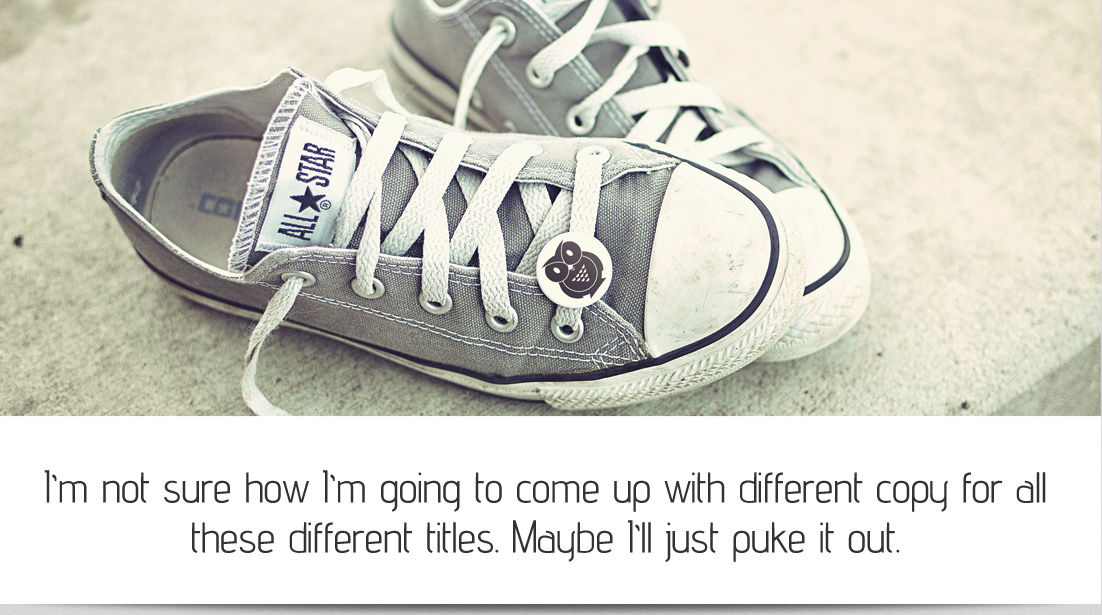 ALL★STAR®
I'm not sure how I'm going to come up with different copy for all
these different titles. Maybe I'll just puke it out.